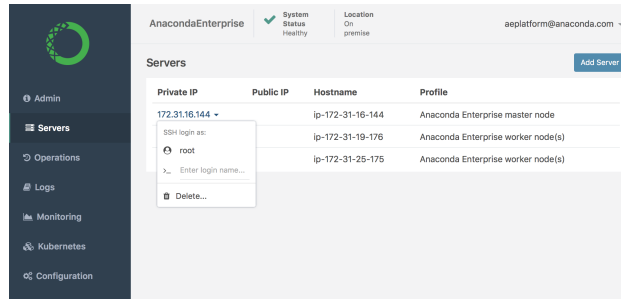 AnacondaEnterprise
System
Status
Healthy
Location
On
premise
aeplatform@anaconda.com
Servers
Add Server
Admin
Servers
Operations
Logs
Monitoring
Kubernetes
Configuration
Private IP Public IP Hostname Profile
172.31.16.144 ip-172-31-16-144 Anaconda Enterprise master node
ip-172-31-19-176 Anaconda Enterprise worker node(s)
ip-172-31-25-175 Anaconda Enterprise worker node(s)
SSH login as:
root
>_ Enter login name...
Delete...